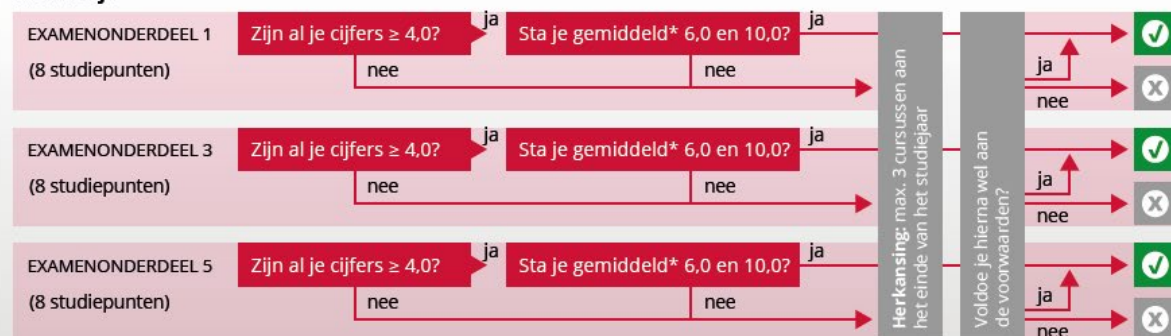 EXAMENONDERDEEL 1
(8 studiepunten)
Zijn al je cijfers ≥ 4,0?
ja
nee
Sta je gemiddeld* 6,0 en 10,0?
ja
nee
ja
nee
EXAMENONDERDEEL 3
(8 studiepunten)
Zijn al je cijfers ≥ 4,0?
ja
nee
Sta je gemiddeld* 6,0 en 10,0?
ja
nee
ja
nee
EXAMENONDERDEEL 5
(8 studiepunten)
Zijn al je cijfers ≥ 4,0?
ja
nee
Sta je gemiddeld* 6,0 en 10,0?
ja
nee
ja
nee
Herkansing: max. 3 cursussen aan
het einde van het studiejaar
Voldoe je hierna wel aan
de voorwaarden?